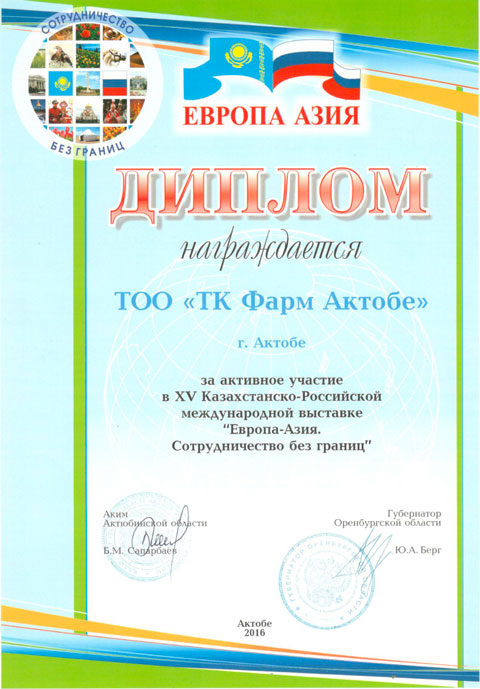 СОТРУДНИЧЕСТВО
БЕЗ ГРАНИЦ
ЕВРОПА АЗИЯ
ДИПЛОМ
награждается
ТОО «ТК Фарм Актобе»
г. Актобе
за активное участие
в XV Казахстанско-Российской
международной выставке
“Европа-Азия.
Сотрудничество без границ”
Аким
Актюбинской области
Б.М. Сапарбаев
Губернатор
Оренбургской области
Ю.А. Берг
Актобе
2016